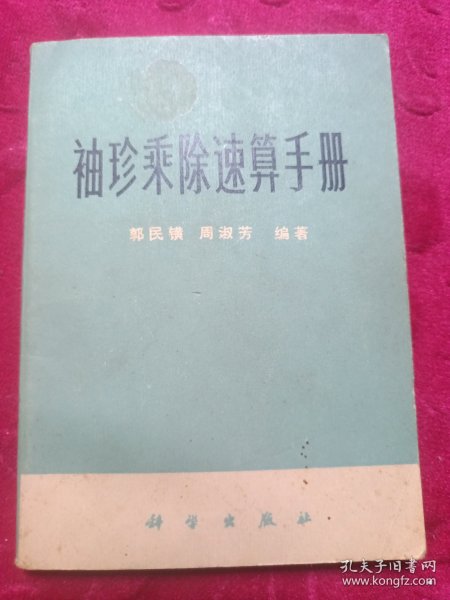 袖珍乘除速算手册
郭民镤 周淑芳 编著
科学出版社
孔夫子旧书网
www.kongfz.com